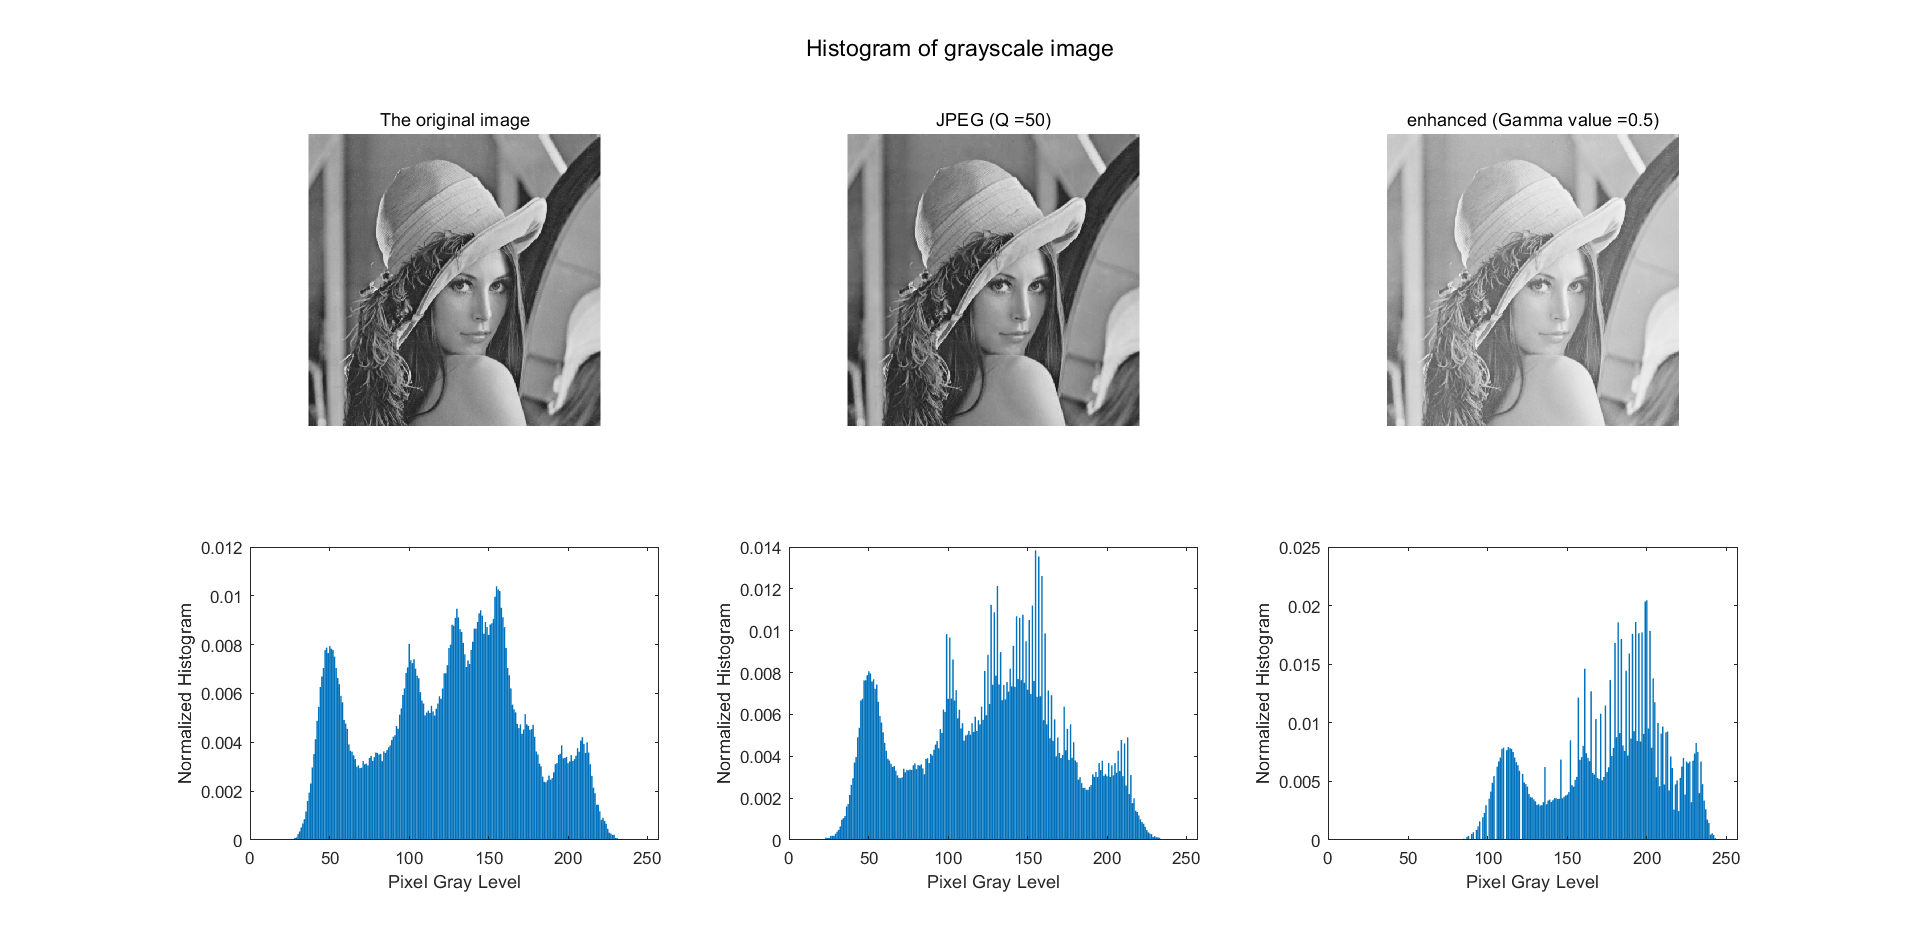 Histogram of grayscale image
The original image
JPEG (Q =50)
enhanced (Gamma value =0.5)
0.012
0.01
0.008
0.006
0.004
0.002
0
Normalized Histogram
0 50 100 150 200 250
Pixel Gray Level
0.014
0.012
0.01
0.008
0.006
0.004
0.002
0
Normalized Histogram
0 50 100 150 200 250
Pixel Gray Level
0.025
0.02
0.015
0.01
0.005
0
Normalized Histogram
0 50 100 150 200 250
Pixel Gray Level